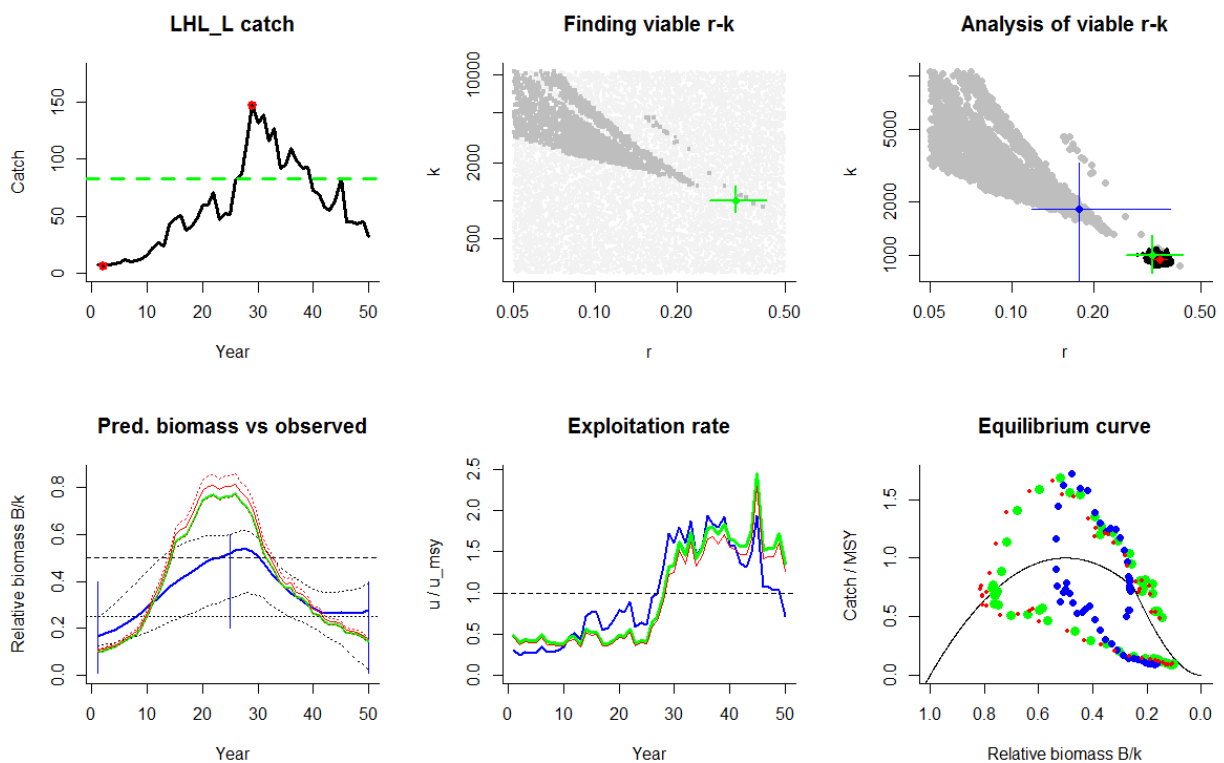 LHL_L catch
Catch
0 50 100 150
0 10 20 30 40 50
Year
Finding viable r-k
k
500 2000 10000
0.05 0.10 0.20 0.50
r
Analysis of viable r-k
k
1000 2000 5000
0.05 0.10 0.20 0.50
r
Pred. biomass vs observed
Relative biomass B/k
0.0 0.2 0.4 0.6 0.8
0 10 20 30 40 50
Year
Exploitation rate
u / u_msy
0.0 0.5 1.0 1.5 2.0 2.5
0 10 20 30 40 50
Year
Equilibrium curve
Catch / MSY
0.0 0.5 1.0 1.5
1.0 0.8 0.6 0.4 0.2 0.0
Relative biomass B/k